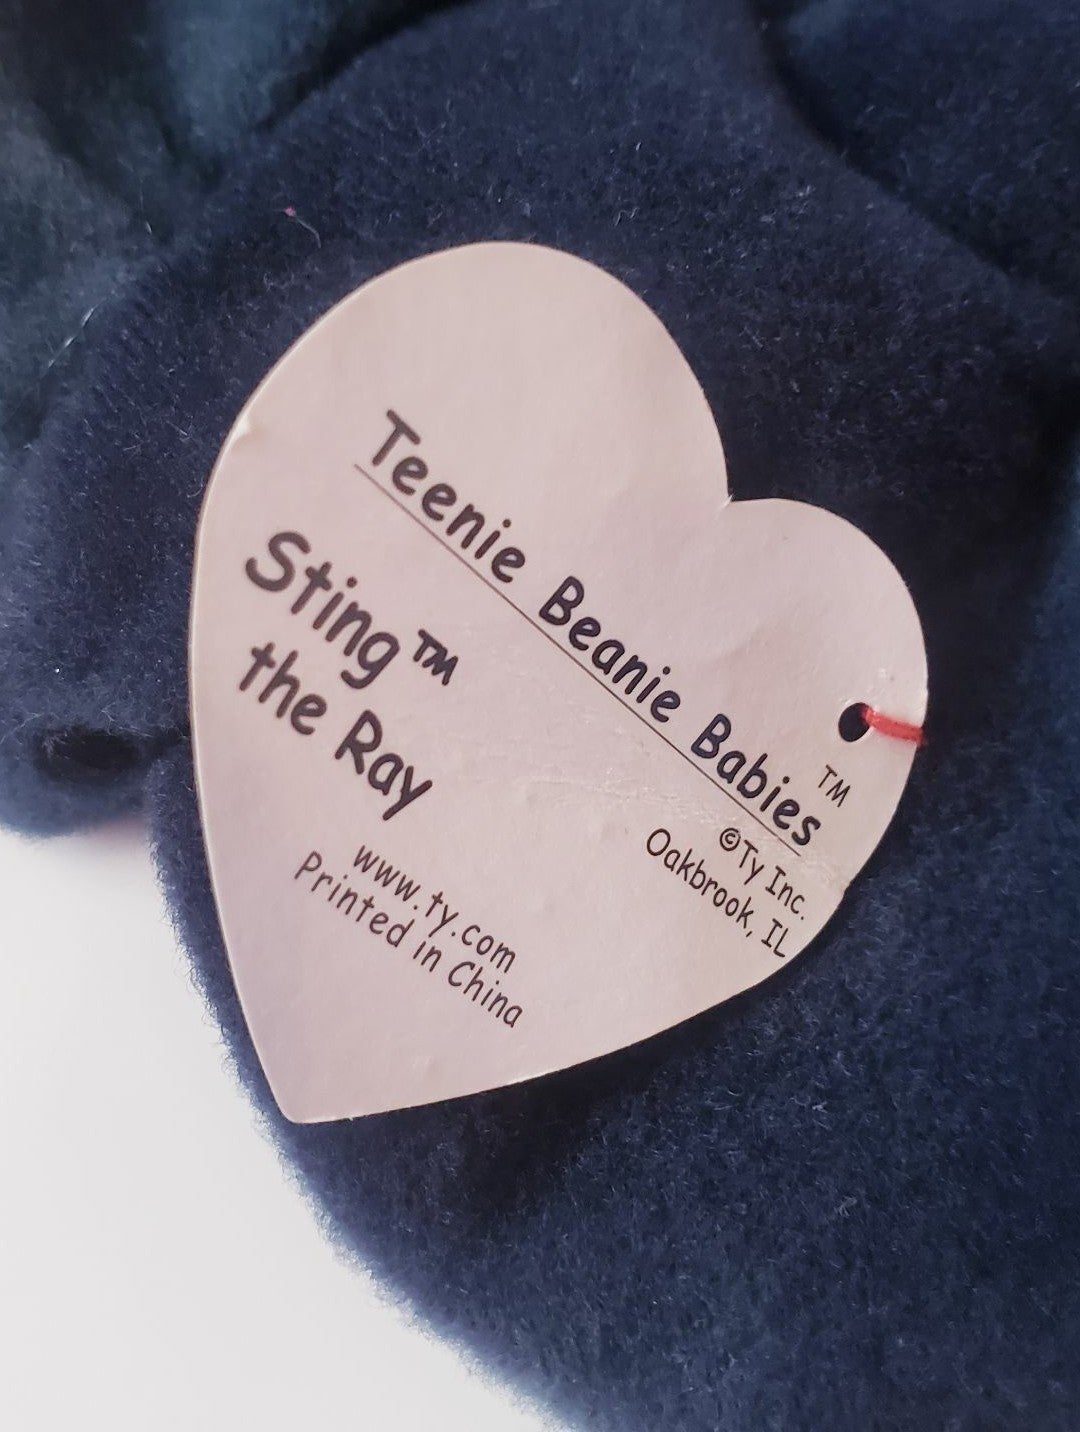 Teenie Beanie Babies™
©Ty Inc.
Oakbrook, IL
Sting™
the Ray
www.ty.com
Printed in China